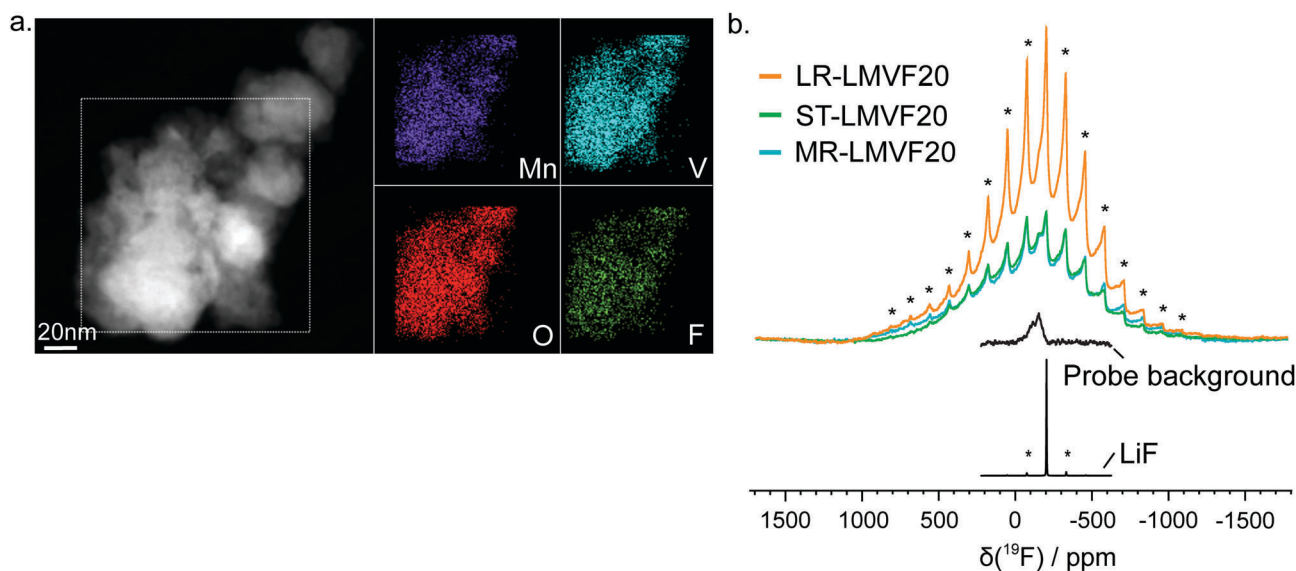 a.
20nm
Mn
V
O
F
b.
LR-LMVF20
ST-LMVF20
MR-LMVF20
* * * * * * * * * * * * * * *
Probe background
* *
LiF
1500 1000 500 0 -500 -1000 -1500
δ(¹⁹F) / ppm